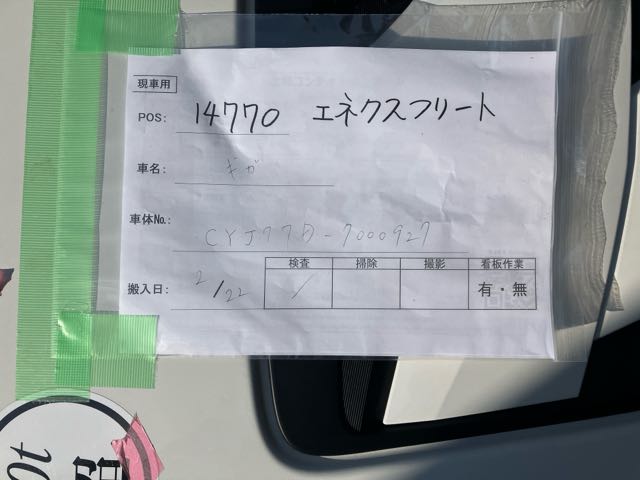 現車用
POS: 14770 エネクスフリート
車名: ギガ
車体No.: CYJ77D-7000927
検査 掃除 撮影 看板作業
搬入日: 2/22 / 有・無